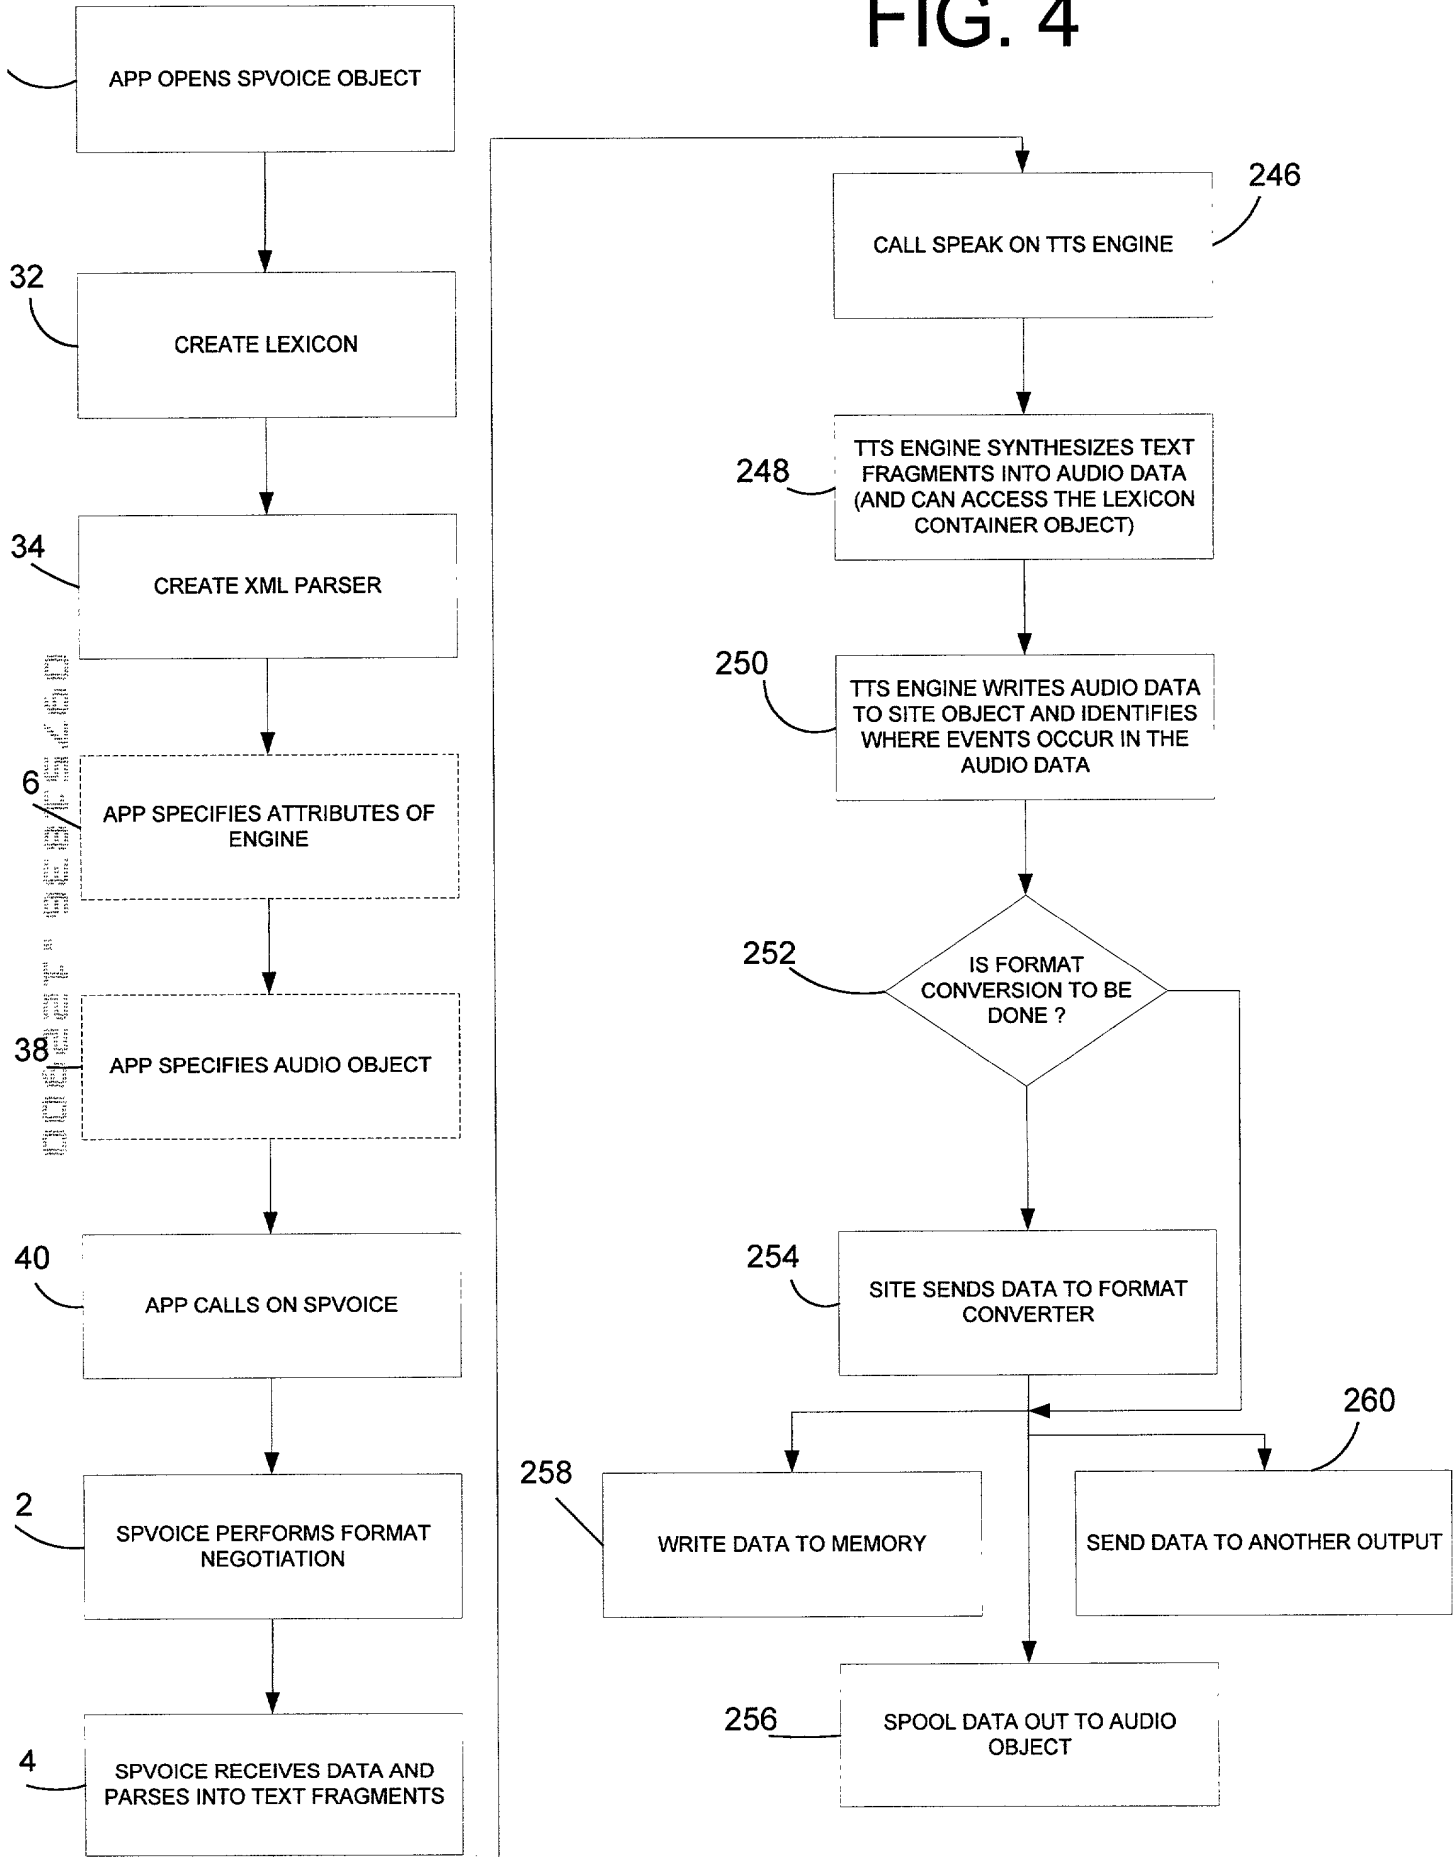 FIG. 4
APP OPENS SPVOICE OBJECT
32
CREATE LEXICON
34
CREATE XML PARSER
6
APP SPECIFIES ATTRIBUTES OF
ENGINE
38
APP SPECIFIES AUDIO OBJECT
40
APP CALLS ON SPVOICE
2
SPVOICE PERFORMS FORMAT
NEGOTIATION
4
SPVOICE RECEIVES DATA AND
PARSES INTO TEXT FRAGMENTS
246
CALL SPEAK ON TTS ENGINE
248
TTS ENGINE SYNTHESIZES TEXT
FRAGMENTS INTO AUDIO DATA
(AND CAN ACCESS THE LEXICON
CONTAINER OBJECT)
250
TTS ENGINE WRITES AUDIO DATA
TO SITE OBJECT AND IDENTIFIES
WHERE EVENTS OCCUR IN THE
AUDIO DATA
252
IS FORMAT
CONVERSION TO BE
DONE ?
254
SITE SENDS DATA TO FORMAT
CONVERTER
258
WRITE DATA TO MEMORY
260
SEND DATA TO ANOTHER OUTPUT
256
SPOOL DATA OUT TO AUDIO
OBJECT